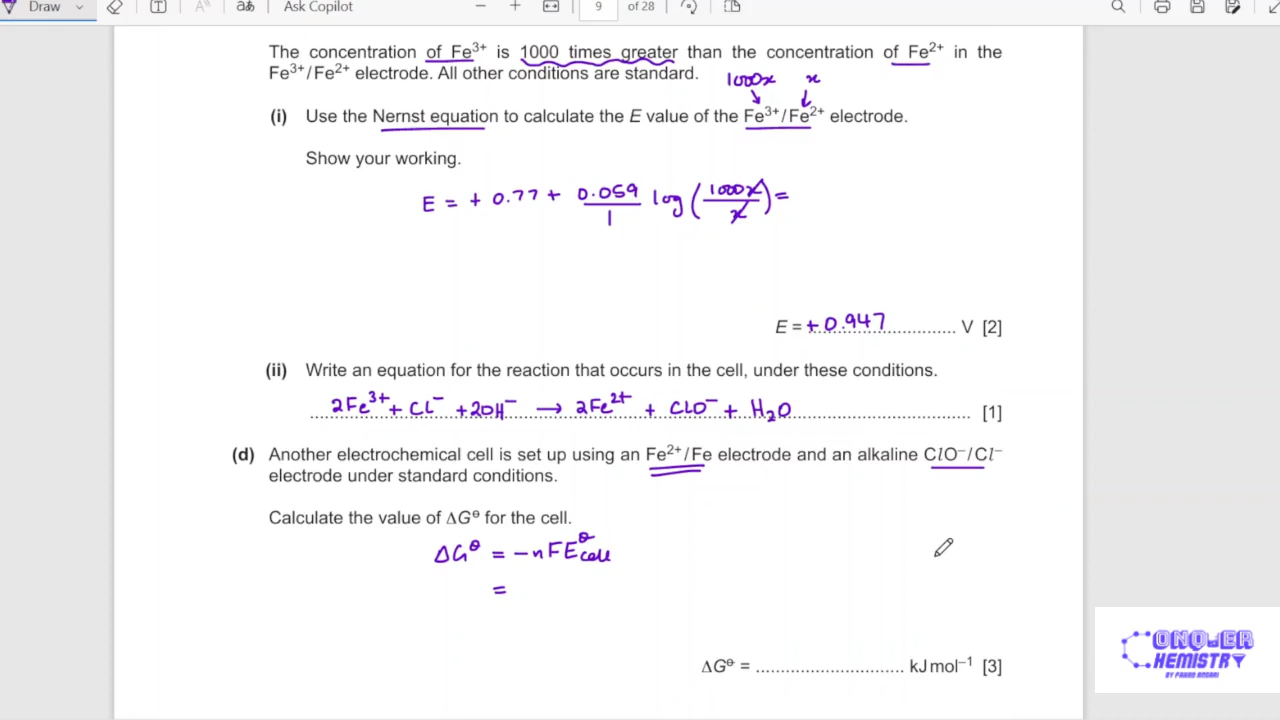 Draw
Ask Copilot
9 of 28
The concentration of Fe³⁺ is 1000 times greater than the concentration of Fe²⁺ in the
Fe³⁺/Fe²⁺ electrode. All other conditions are standard.
1000x x
(i) Use the Nernst equation to calculate the E value of the Fe³⁺/Fe²⁺ electrode.
Show your working.
E = + 0.77 + 0.059/1 log (1000x/x) =
E = +0.947 V [2]
(ii) Write an equation for the reaction that occurs in the cell, under these conditions.
2Fe³⁺ + Cl⁻ + 2OH⁻ → 2Fe²⁺ + ClO⁻ + H₂O [1]
(d) Another electrochemical cell is set up using an Fe²⁺/Fe electrode and an alkaline ClO⁻/Cl⁻
electrode under standard conditions.
Calculate the value of ΔG⦵ for the cell.
ΔG⦵ = −nFE⦵cell
=
ΔG⦵ = .......................................... kJ mol⁻¹ [3]
CONQUER
CHEMISTRY
BY FAHAD ANSARI